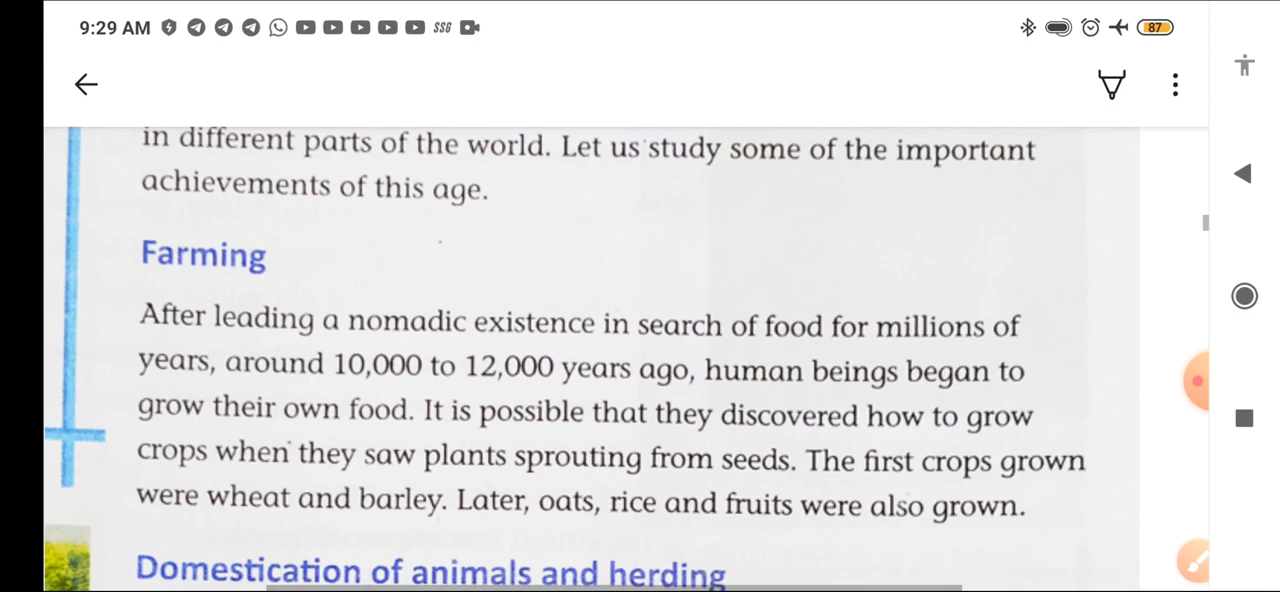 9:29 AM SSG 87
in different parts of the world. Let us study some of the important
achievements of this age.
Farming
After leading a nomadic existence in search of food for millions of
years, around 10,000 to 12,000 years ago, human beings began to
grow their own food. It is possible that they discovered how to grow
crops when they saw plants sprouting from seeds. The first crops grown
were wheat and barley. Later, oats, rice and fruits were also grown.
Domestication of animals and herding